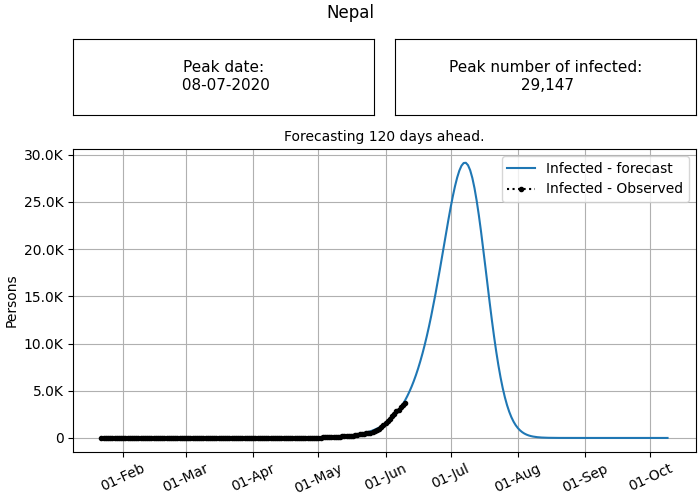 Nepal
Peak date:
08-07-2020
Peak number of infected:
29,147
Forecasting 120 days ahead.
30.0K
25.0K
20.0K
15.0K
10.0K
5.0K
0
Persons
Infected - forecast
Infected - Observed
01-Feb
01-Mar
01-Apr
01-May
01-Jun
01-Jul
01-Aug
01-Sep
01-Oct